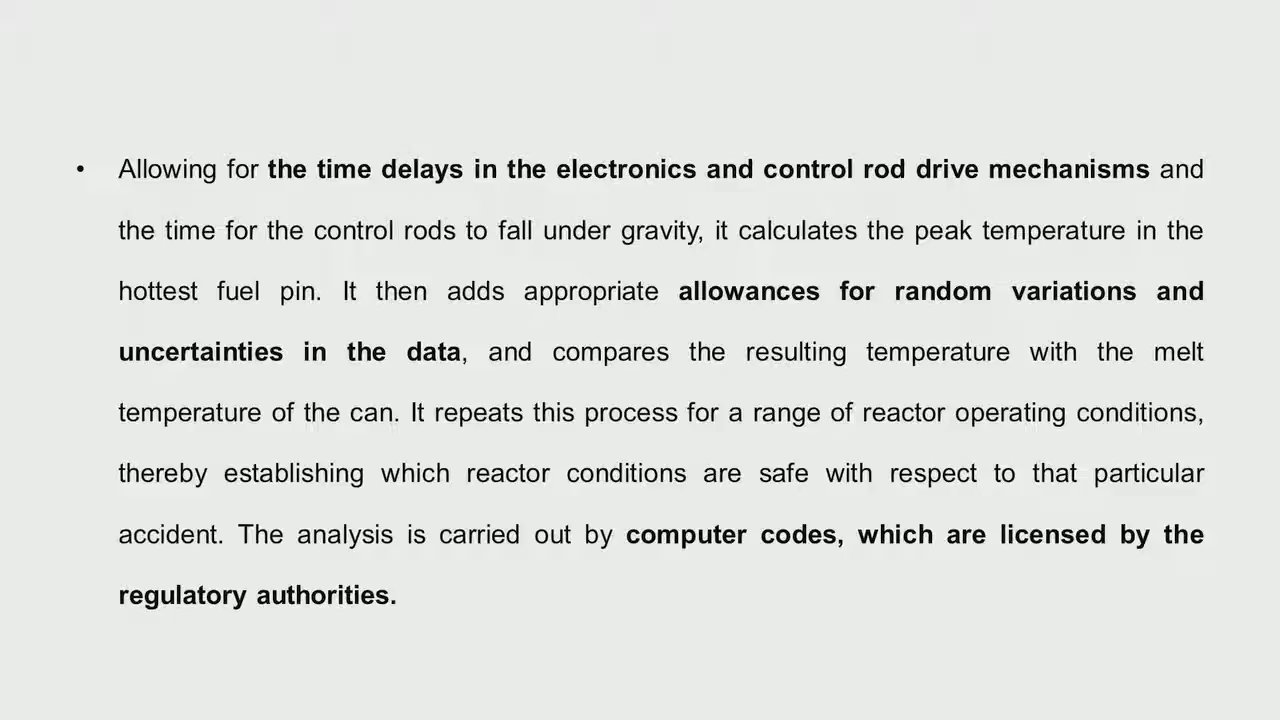 • Allowing for the time delays in the electronics and control rod drive mechanisms and
the time for the control rods to fall under gravity, it calculates the peak temperature in the
hottest fuel pin. It then adds appropriate allowances for random variations and
uncertainties in the data, and compares the resulting temperature with the melt
temperature of the can. It repeats this process for a range of reactor operating conditions,
thereby establishing which reactor conditions are safe with respect to that particular
accident. The analysis is carried out by computer codes, which are licensed by the
regulatory authorities.